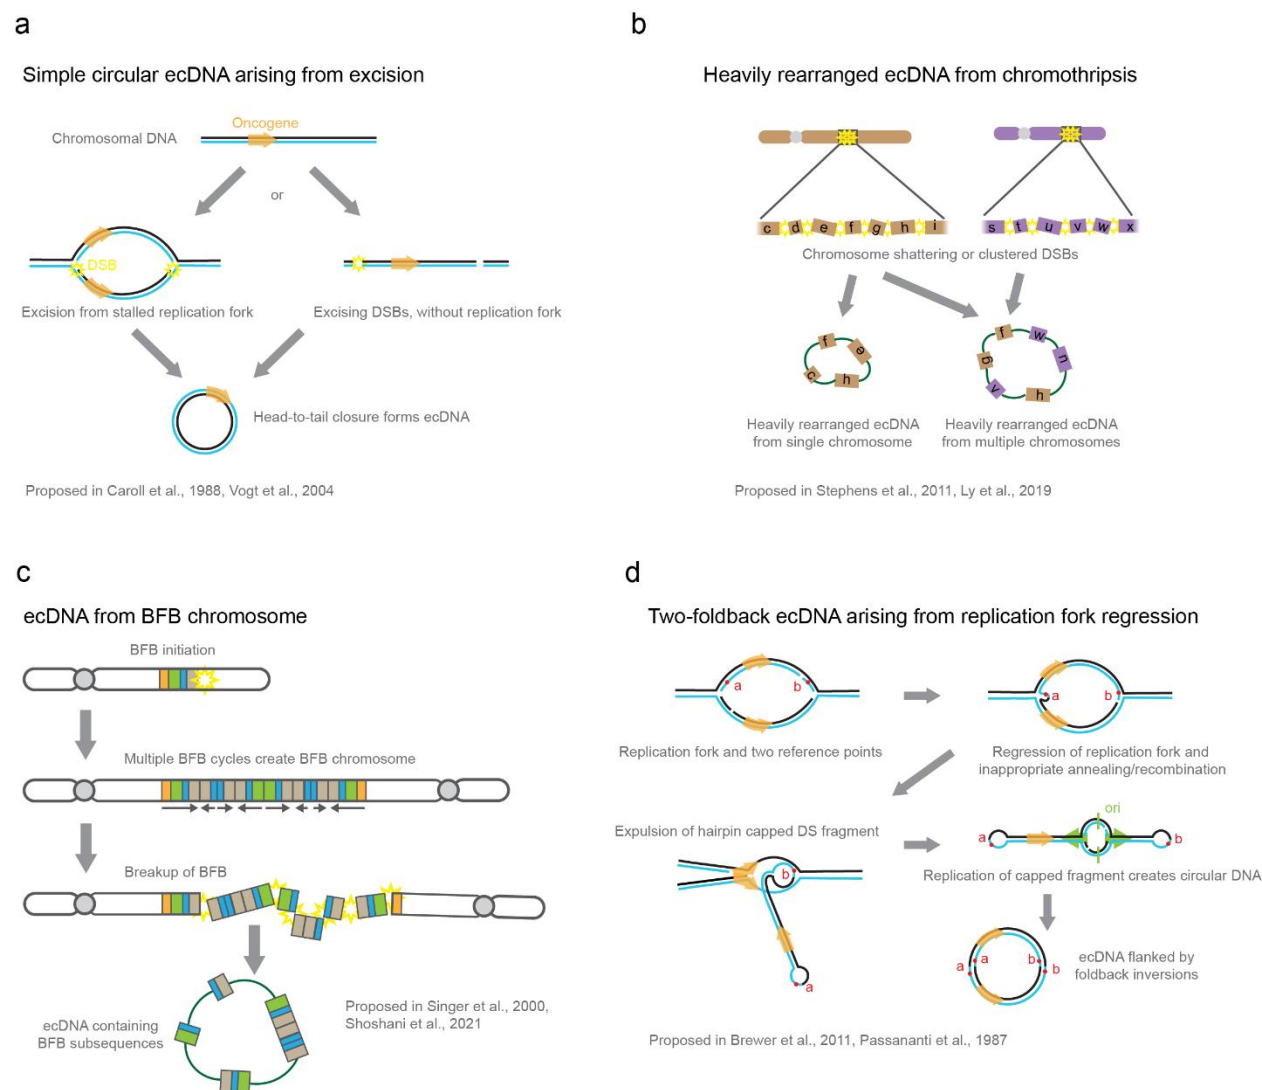 a
Simple circular ecDNA arising from excision
Oncogene
Chromosomal DNA
or
DSB
Excision from stalled replication fork
Excising DSBs, without replication fork
Head-to-tail closure forms ecDNA
Proposed in Caroll et al., 1988, Vogt et al., 2004
b
Heavily rearranged ecDNA from chromothripsis
c d e f g h i
s t u v w x
Chromosome shattering or clustered DSBs
f e c h
f w u h v g
Heavily rearranged ecDNA
from single chromosome
Heavily rearranged ecDNA
from multiple chromosomes
Proposed in Stephens et al., 2011, Ly et al., 2019
c
ecDNA from BFB chromosome
BFB initiation
Multiple BFB cycles create BFB chromosome
Breakup of BFB
ecDNA containing
BFB subsequences
Proposed in Singer et al., 2000,
Shoshani et al., 2021
d
Two-foldback ecDNA arising from replication fork regression
a b
a b
Replication fork and two reference points
Regression of replication fork and
inappropriate annealing/recombination
Expulsion of hairpin capped DS fragment
b
a
ori
a b
Replication of capped fragment creates circular DNA
a a b b
ecDNA flanked by
foldback inversions
Proposed in Brewer et al., 2011, Passananti et al., 1987